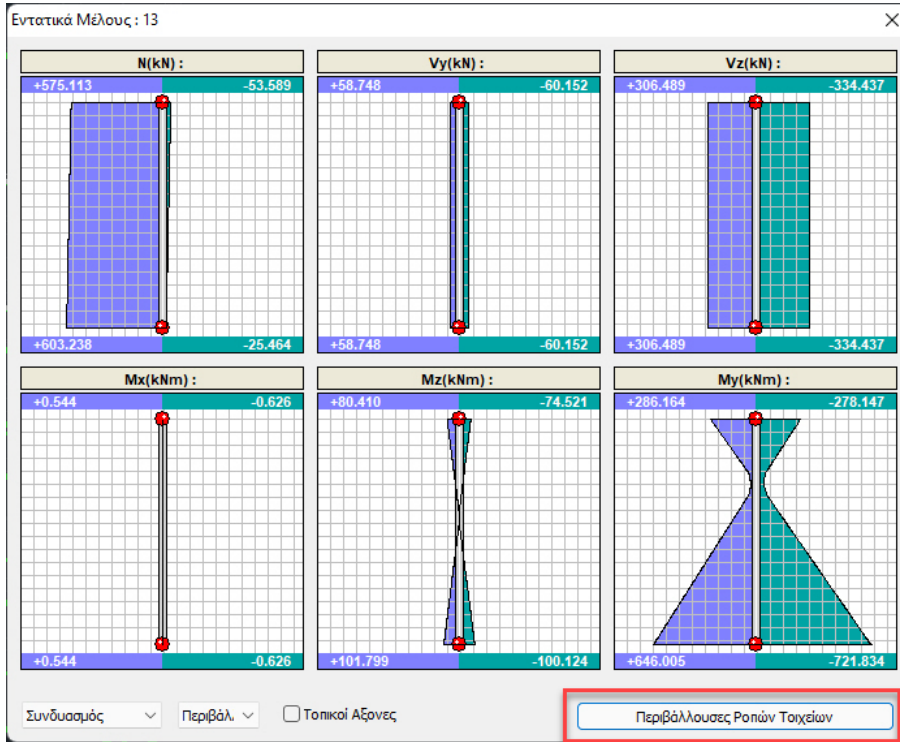 Εντατικά Μέλους : 13
N(kN) : Vy(kN) : Vz(kN) :
+575.113 -53.589 +58.748 -60.152 +306.489 -334.437
+603.238 -25.464 +58.748 -60.152 +306.489 -334.437
Mx(kNm) : Mz(kNm) : My(kNm) :
+0.544 -0.626 +80.410 -74.521 +286.164 -278.147
+0.544 -0.626 +101.799 -100.124 +646.005 -721.834
Συνδυασμός Περιβάλ. Τοπικοί Αξονες Περιβάλλουσες Ροπών Τοιχείων